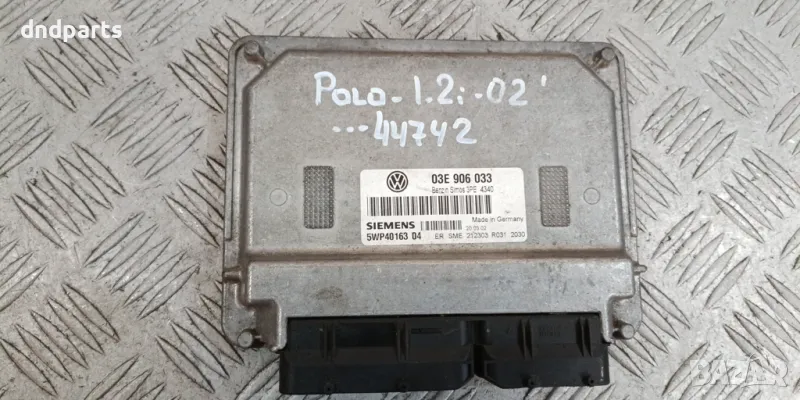 dndparts
POLO - 1.2i - 02'
...44742
03E 906 033
Benzin Simos 3PE 4340
SIEMENS
Made in Germany
5WP40163 04
BAZAR